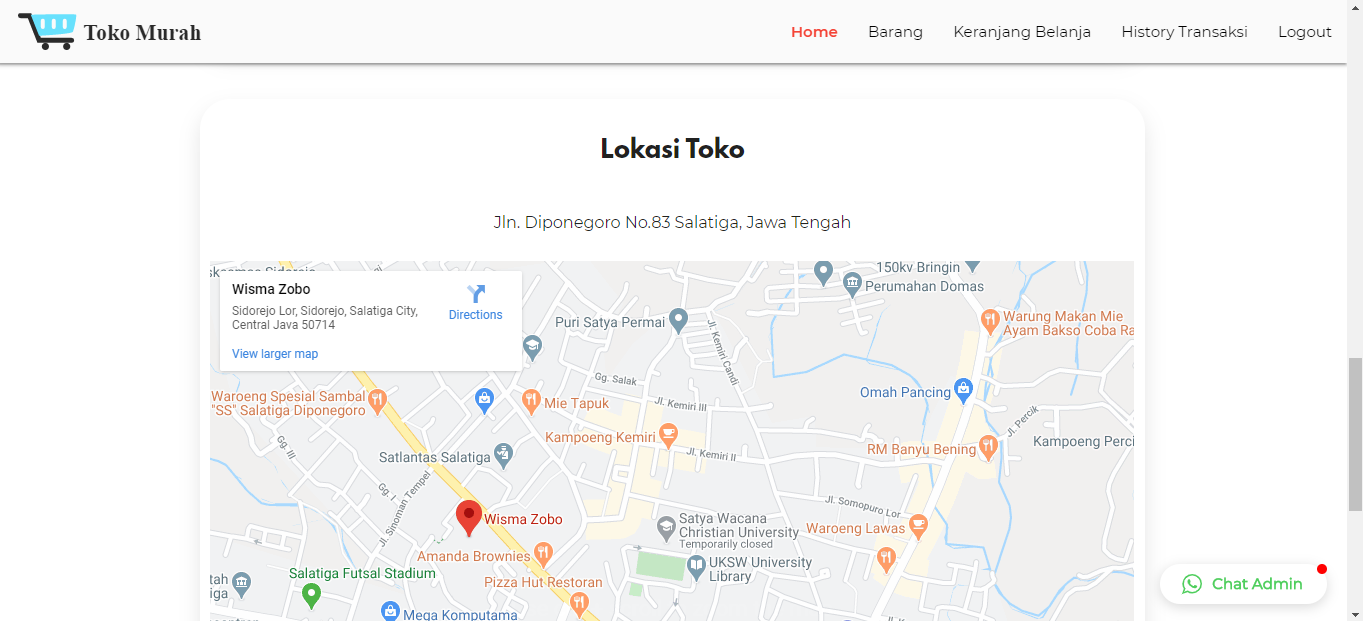 Toko Murah
Home
Barang
Keranjang Belanja
History Transaksi
Logout
Lokasi Toko
Jln. Diponegoro No.83 Salatiga, Jawa Tengah
Wisma Zobo
Sidorejo Lor, Sidorejo, Salatiga City,
Central Java 50714
Directions
View larger map
150kv Bringin
Perumahan Domas
Puri Satya Permai
Jl. Kemiri Candi
Warung Makan Mie
Ayam Bakso Coba Ra
Gg. Salak
Omah Pancing
Waroeng Spesial Sambal
"SS" Salatiga Diponegoro
Mie Tapuk
Jl. Kemiri III
Jl. Percik
Kampoeng Kemiri
Kampoeng Perci
Gg. III
Jl. Kemiri II
RM Banyu Bening
Satlantas Salatiga
Gg. I
Jl. Sinoman Tempel
Jl. Somopuro Lor
Wisma Zobo
Satya Wacana
Christian University
Temporarily closed
Waroeng Lawas
Amanda Brownies
UKSW University
Library
Salatiga Futsal Stadium
tah
iga
Pizza Hut Restoran
Mega Komputama
Chat Admin